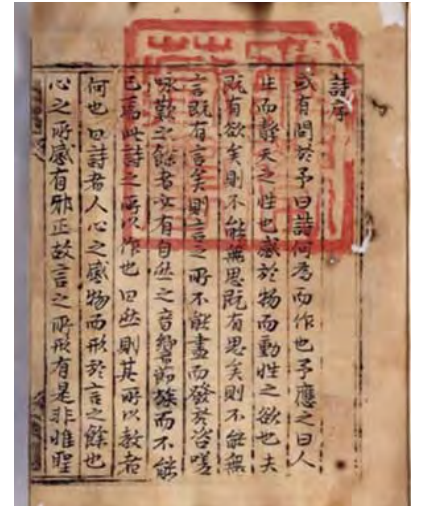 詩序
或有問於予曰詩何為而作也予應之曰人
生而靜天之性也感於物而動性之欲也夫
既有欲矣則不能無思既有思矣則不能無
言既有言矣則言之所不能盡而發於咨嗟
咏歎之餘者必有自然之音響節族而不能
已焉此詩之所以作也曰然則其所以教者
何也曰詩者人心之感物而形於言之餘也
心之所感有邪正故言之所形有是非惟聖